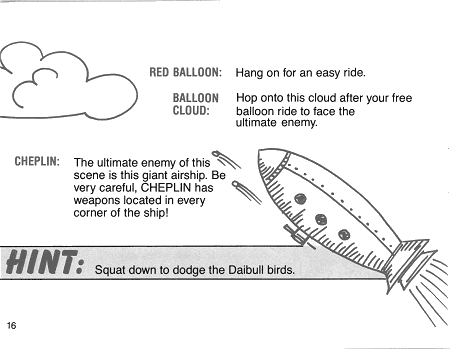 RED BALLOON: Hang on for an easy ride.
BALLOON CLOUD: Hop onto this cloud after your free
balloon ride to face the
ultimate enemy.
CHEPLIN: The ultimate enemy of this
scene is this giant airship. Be
very careful, CHEPLIN has
weapons located in every
corner of the ship!
HINT: Squat down to dodge the Daibull birds.
16